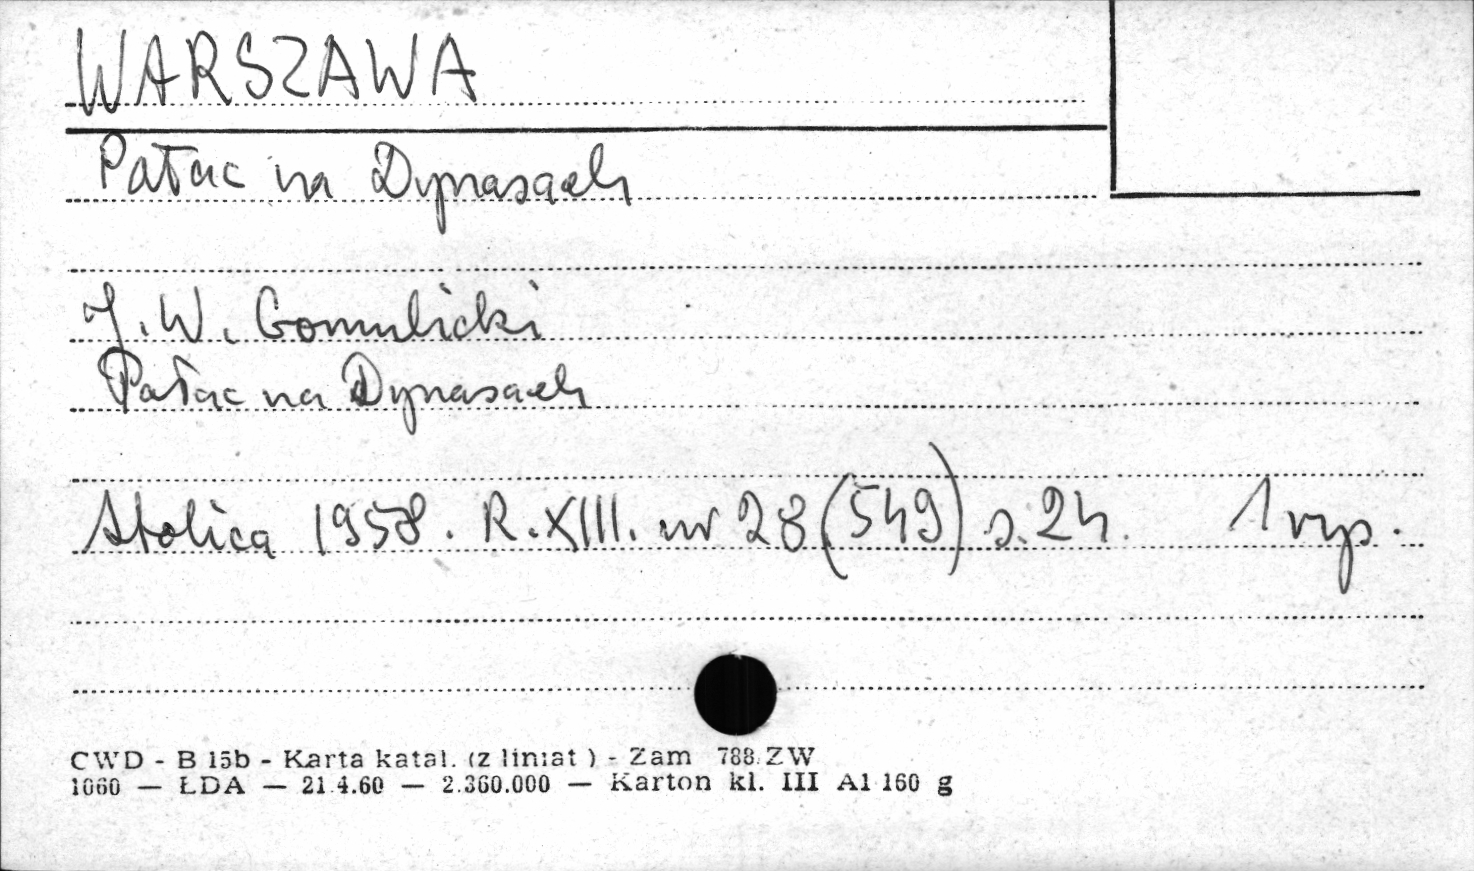 WARSZAWA
Pałac na Dynasach
J. W. Gomulicki
Pałac na Dynasach
Stolica 1958. R.XIII. nr 28 (549) s. 24. 1 rys.
CWD - B 15b - Karta katal. (z liniat ) - Zam 788 ZW
1060 — ŁDA — 21.4.60 — 2.360.000 — Karton kl. III A1 160 g